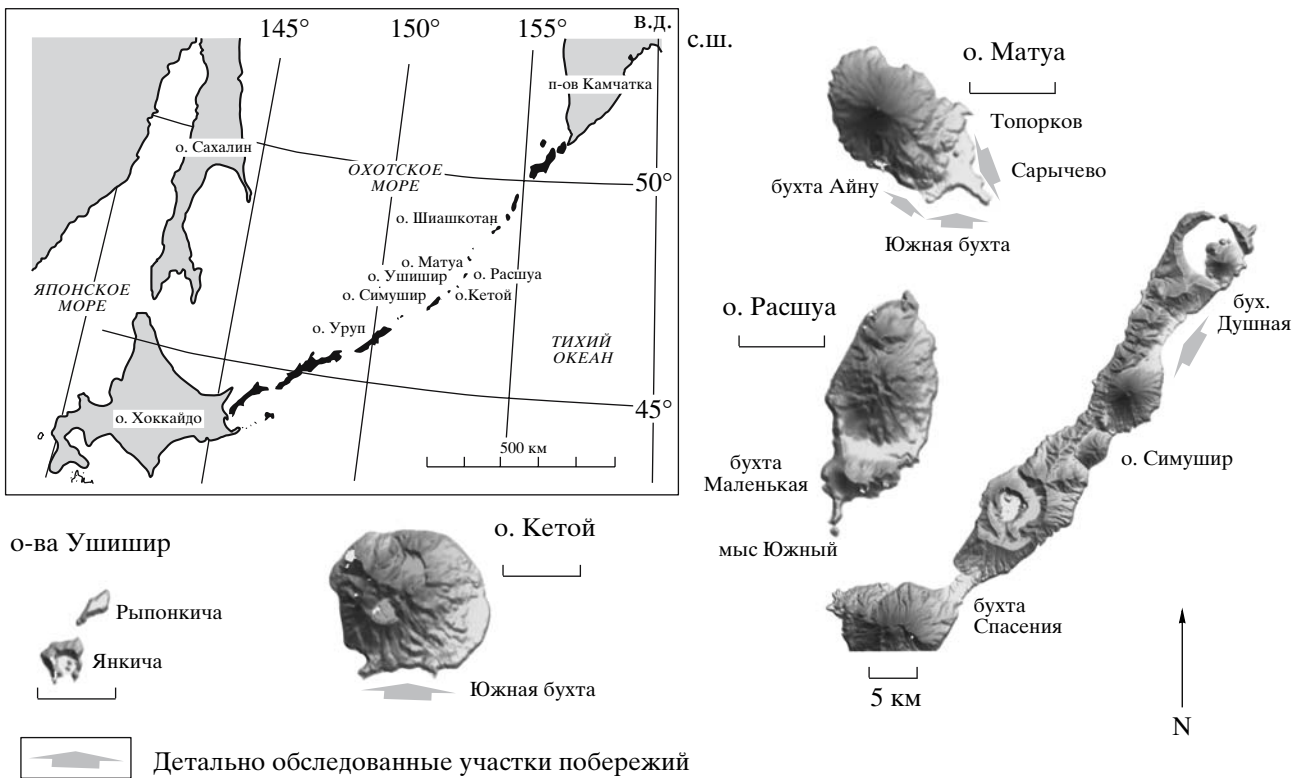 145°
150°
155°
в.д.
с.ш.
п-ов Камчатка
о. Сахалин
ОХОТСКОЕ
МОРЕ
50°
о. Шиашкотан
о. Матуа
о. Ушишир
о. Расшуа
о. Симушир
о.Кетой
ЯПОНСКОЕ
МОРЕ
о. Уруп
ТИХИЙ
ОКЕАН
о. Хоккайдо
45°
500 км
о. Матуа
Топорков
Сарычево
бухта Айну
Южная бухта
о. Расшуа
бухта
Маленькая
мыс Южный
бух.
Душная
о. Симушир
бухта
Спасения
5 км
N
о-ва Ушишир
Рыпонкича
Янкича
о. Кетой
Южная бухта
Детально обследованные участки побережий